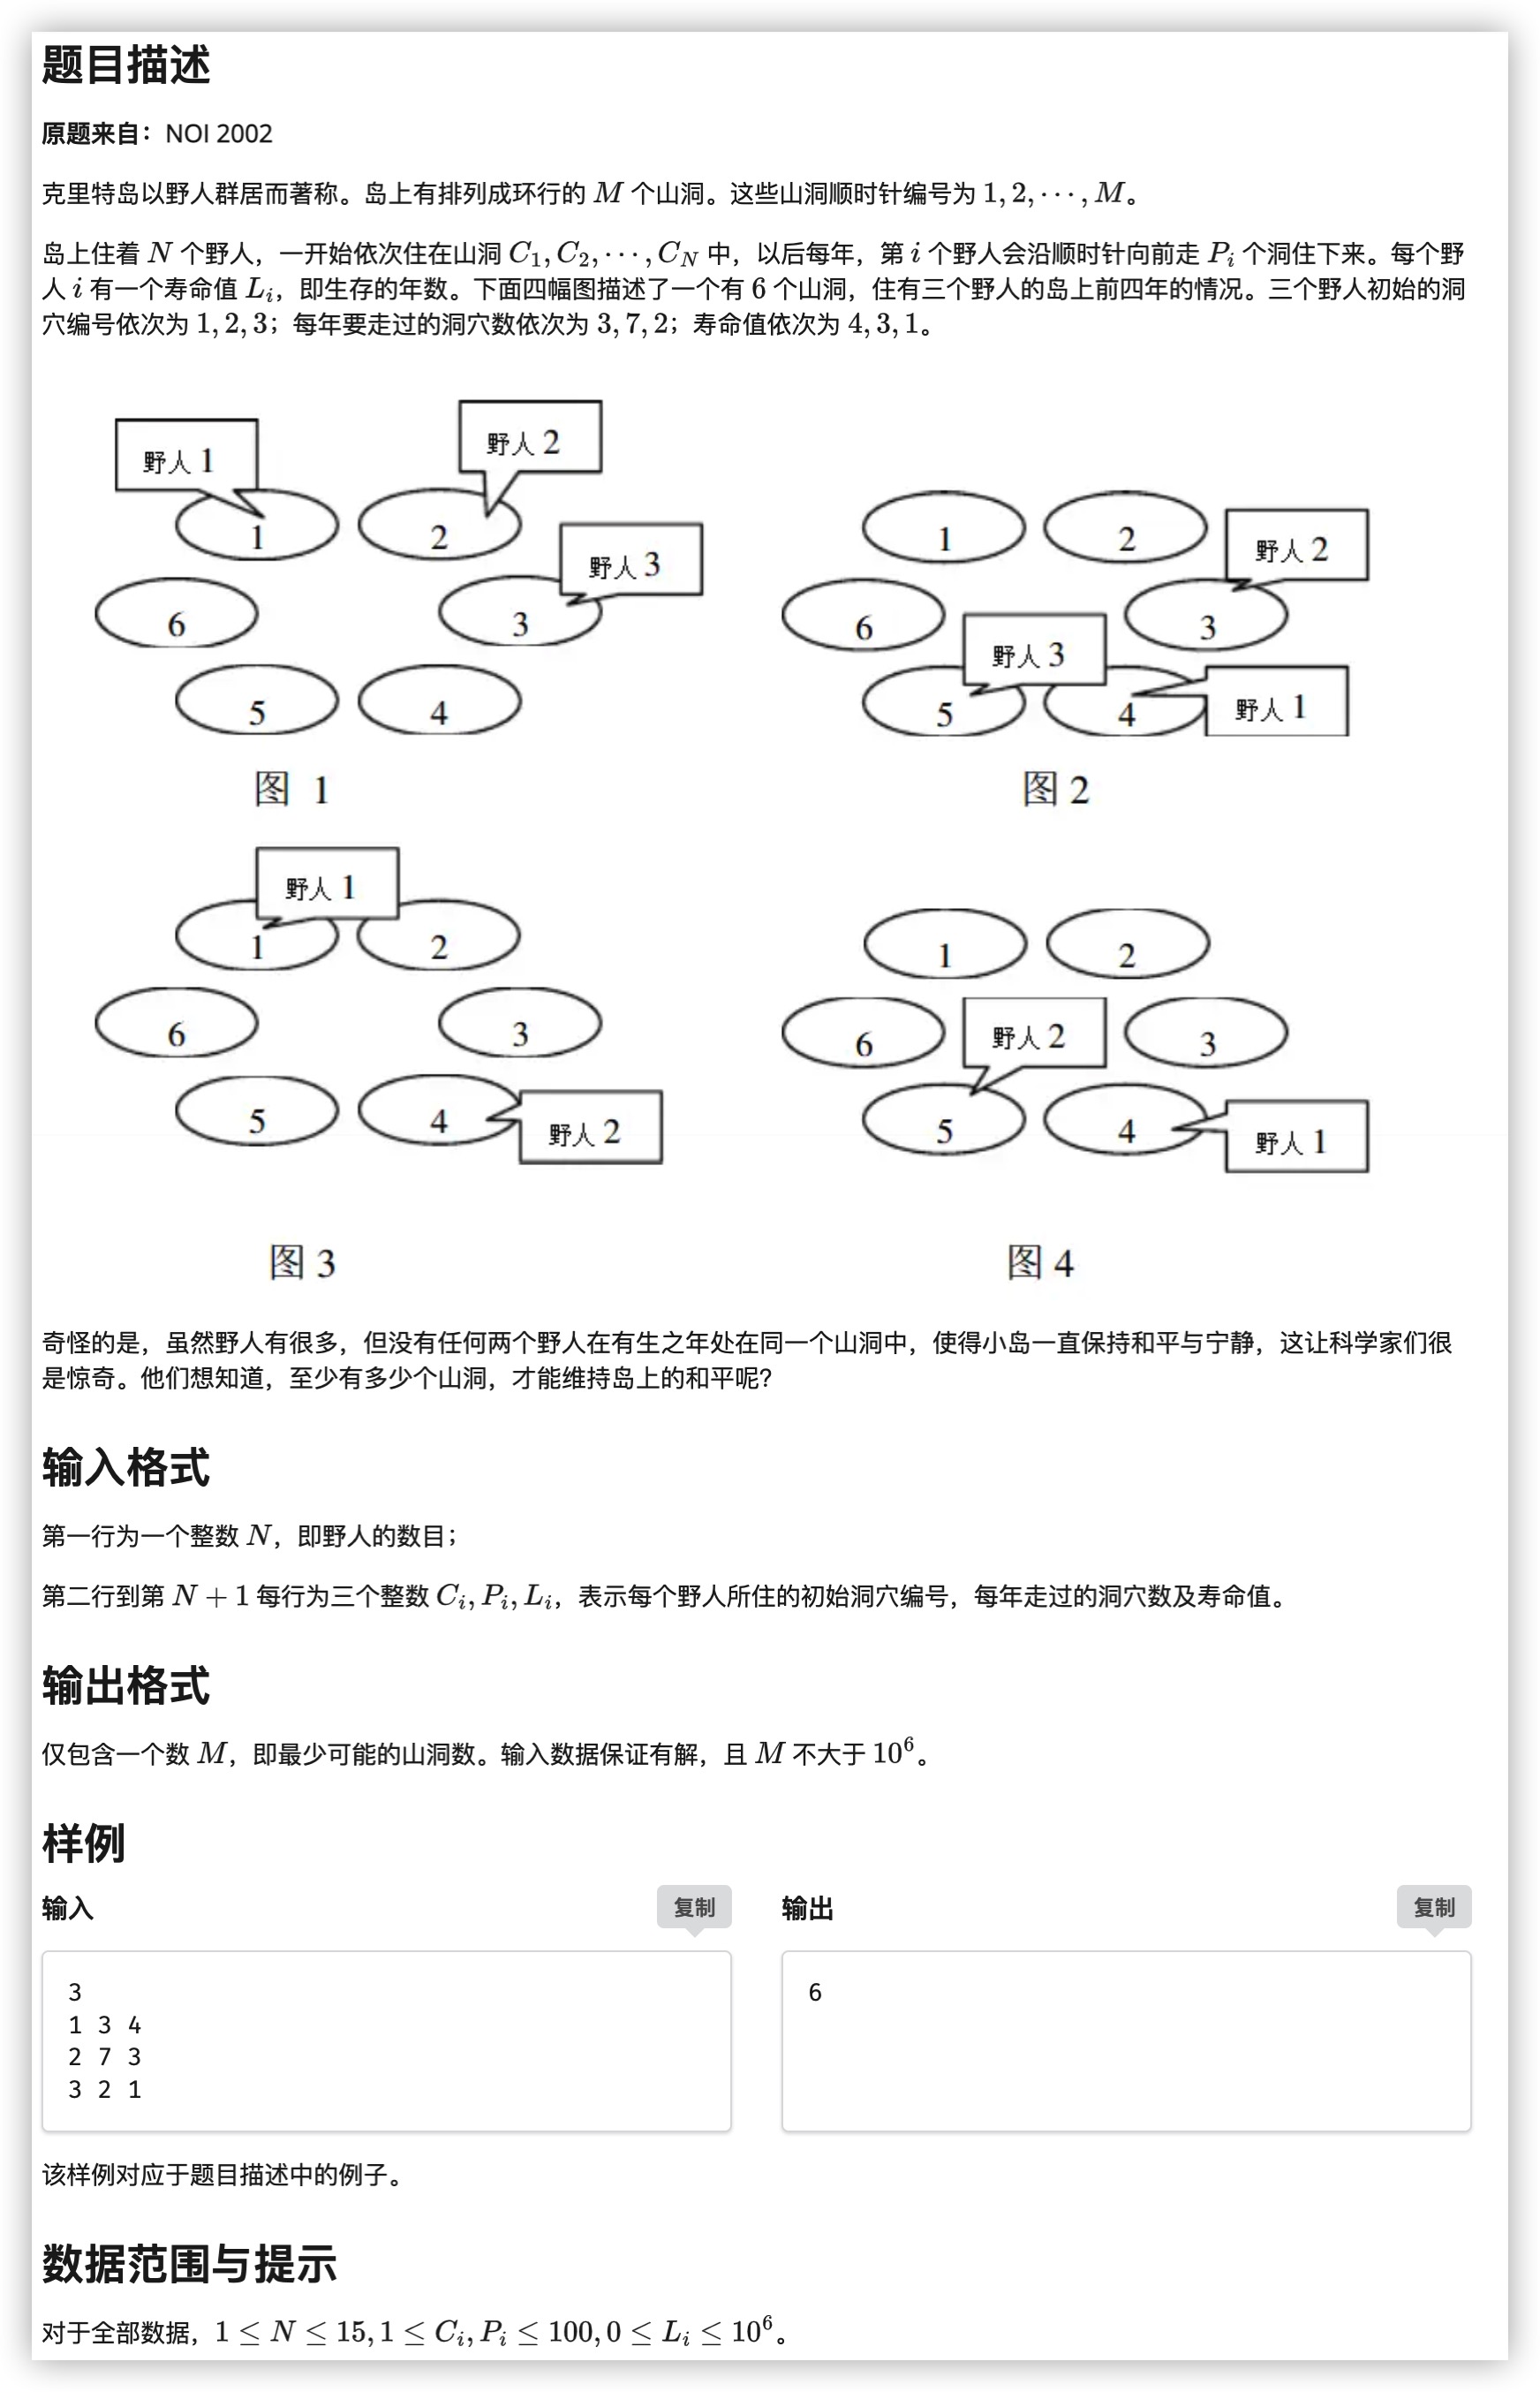 题目描述
原题来自：NOI 2002
克里特岛以野人群居而著称。岛上有排列成环行的 M 个山洞。这些山洞顺时针编号为 1, 2, ⋯ , M。
岛上住着 N 个野人，一开始依次住在山洞 C₁, C₂, ⋯ , C_N 中，以后每年，第 i 个野人会沿顺时针向前走 Pᵢ 个洞住下来。每个野
人 i 有一个寿命值 Lᵢ，即生存的年数。下面四幅图描述了一个有 6 个山洞，住有三个野人的岛上前四年的情况。三个野人初始的洞
穴编号依次为 1, 2, 3；每年要走过的洞穴数依次为 3, 7, 2；寿命值依次为 4, 3, 1。
野人 1
野人 2
1
2
野人 3
6
3
5
4
图 1
1
2
野人 2
6
3
野人 3
5
4
野人 1
图 2
野人 1
1
2
6
3
5
4
野人 2
图 3
1
2
6
野人 2
3
5
4
野人 1
图 4
奇怪的是，虽然野人有很多，但没有任何两个野人在有生之年处在同一个山洞中，使得小岛一直保持和平与宁静，这让科学家们很
是惊奇。他们想知道，至少有多少个山洞，才能维持岛上的和平呢？
输入格式
第一行为一个整数 N，即野人的数目；
第二行到第 N + 1 每行为三个整数 Cᵢ, Pᵢ, Lᵢ，表示每个野人所住的初始洞穴编号，每年走过的洞穴数及寿命值。
输出格式
仅包含一个数 M，即最少可能的山洞数。输入数据保证有解，且 M 不大于 10⁶。
样例
输入
复制
3
1 3 4
2 7 3
3 2 1
输出
复制
6
该样例对应于题目描述中的例子。
数据范围与提示
对于全部数据，1 ≤ N ≤ 15, 1 ≤ Cᵢ, Pᵢ ≤ 100, 0 ≤ Lᵢ ≤ 10⁶。